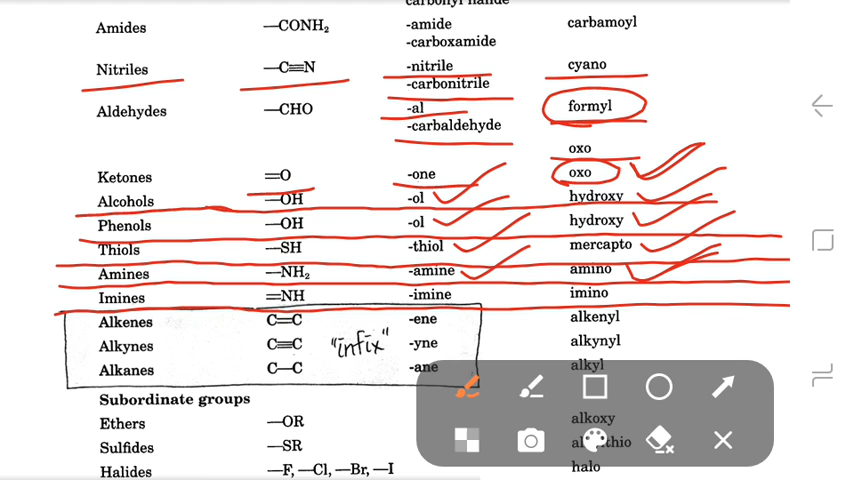 carbonyl halide
Amides —CONH₂ -amide carbamoyl
-carboxamide
Nitriles —C≡N -nitrile cyano
-carbonitrile
Aldehydes —CHO -al formyl
-carbaldehyde
oxo
Ketones =O -one oxo
Alcohols —OH -ol hydroxy
Phenols —OH -ol hydroxy
Thiols —SH -thiol mercapto
Amines —NH₂ -amine amino
Imines =NH -imine imino
Alkenes C=C -ene alkenyl
Alkynes C≡C "infix" -yne alkynyl
Alkanes C—C -ane alkyl
Subordinate groups
Ethers —OR alkoxy
Sulfides —SR
Halides —F, —Cl, —Br, —I halo